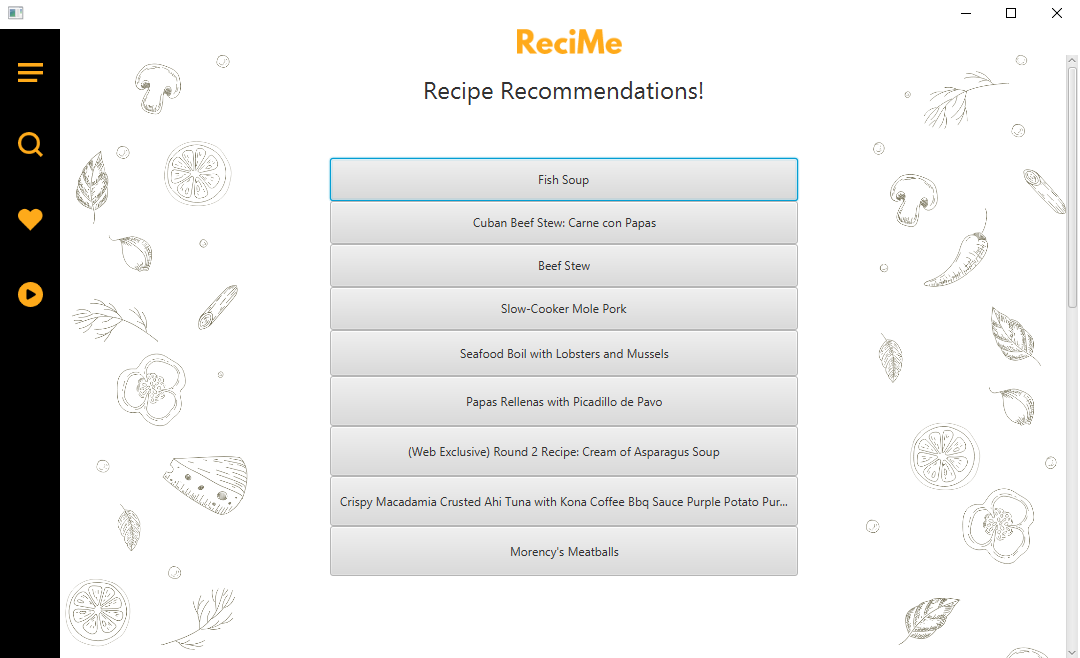 ReciMe
Recipe Recommendations!
Fish Soup
Cuban Beef Stew: Carne con Papas
Beef Stew
Slow-Cooker Mole Pork
Seafood Boil with Lobsters and Mussels
Papas Rellenas with Picadillo de Pavo
(Web Exclusive) Round 2 Recipe: Cream of Asparagus Soup
Crispy Macadamia Crusted Ahi Tuna with Kona Coffee Bbq Sauce Purple Potato Pur...
Morency's Meatballs